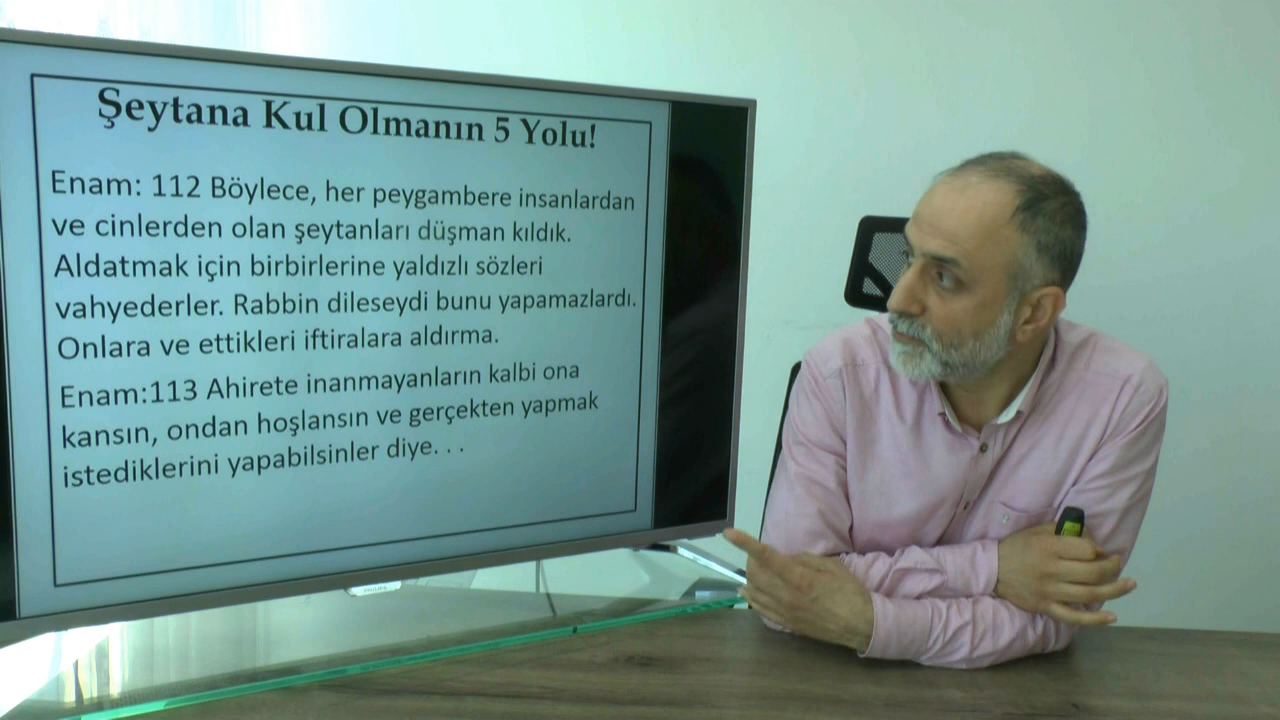 Şeytana Kul Olmanın 5 Yolu!
Enam: 112 Böylece, her peygambere insanlardan
ve cinlerden olan şeytanları düşman kıldık.
Aldatmak için birbirlerine yaldızlı sözleri
vahyederler. Rabbin dileseydi bunu yapamazlardı.
Onlara ve ettikleri iftiralara aldırma.
Enam:113 Ahirete inanmayanların kalbi ona
kansın, ondan hoşlansın ve gerçekten yapmak
istediklerini yapabilsinler diye. . .
PHILIPS